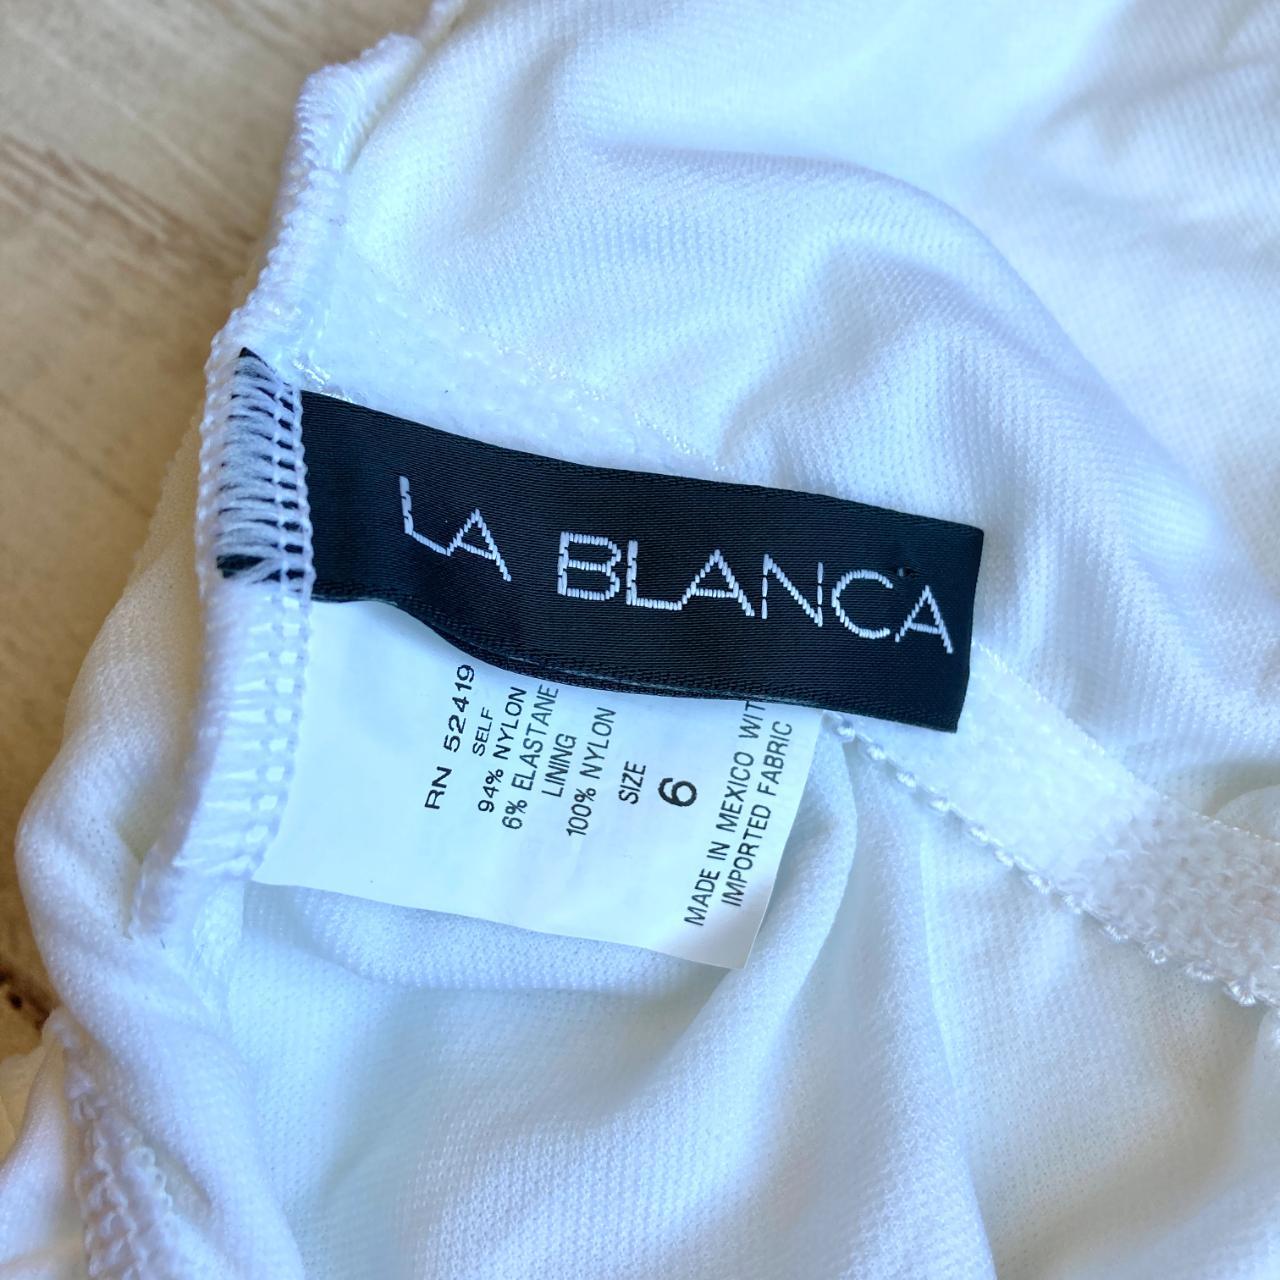 LA BLANCA
RN 52419
SELF
94% NYLON
6% ELASTANE
LINING
100% NYLON
SIZE
6
MADE IN MEXICO WIT
IMPORTED FABRIC